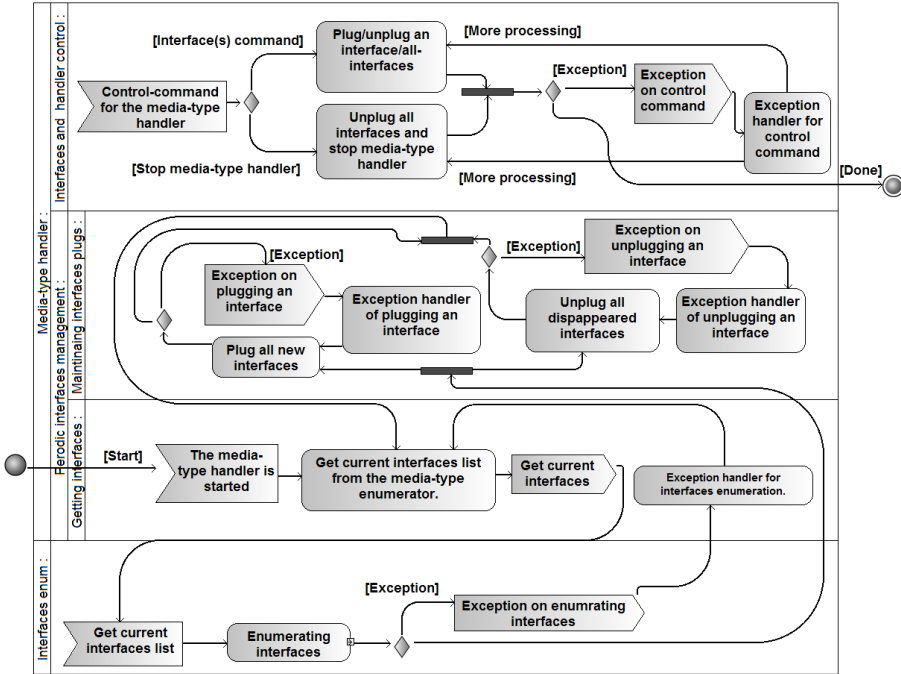 Media-type handler :
Interfaces and handler control :
[Interface(s) command]
Plug/unplug an
interface/all-
interfaces
[More processing]
Control-command
for the media-type
handler
[Exception]
Exception
on control
command
Exception
handler for
control
command
Unplug all
interfaces and
stop media-type
handler
[Stop media-type handler]
[More processing]
[Done]
Perodic interfaces management :
Maintinaing interfaces plugs :
[Exception]
Exception on
plugging an
interface
Exception handler
of plugging an
interface
Plug all new
interfaces
[Exception]
Exception on
unplugging an
interface
Unplug all
dispappeared
interfaces
Exception handler
of unplugging an
interface
Getting interfaces :
[Start]
The media-
type handler is
started
Get current interfaces list
from the media-type
enumerator.
Get current
interfaces
Exception handler for
interfaces enumeration.
Interfaces enum :
Get current
interfaces list
Enumerating
interfaces
[Exception]
Exception on enumrating
interfaces